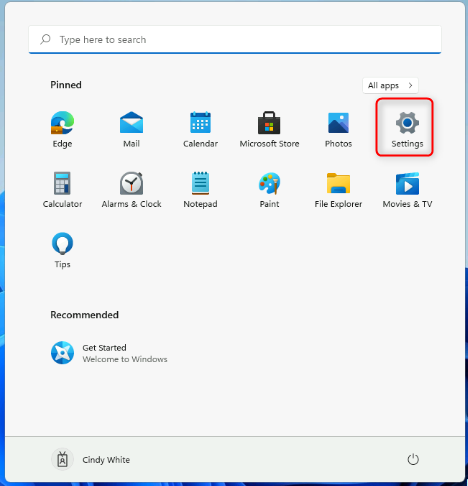 Type here to search
Pinned
All apps
Edge
Mail
Calendar
Microsoft Store
Photos
Settings
Calculator
Alarms & Clock
Notepad
Paint
File Explorer
Movies & TV
Tips
Recommended
Get Started
Welcome to Windows
Cindy White